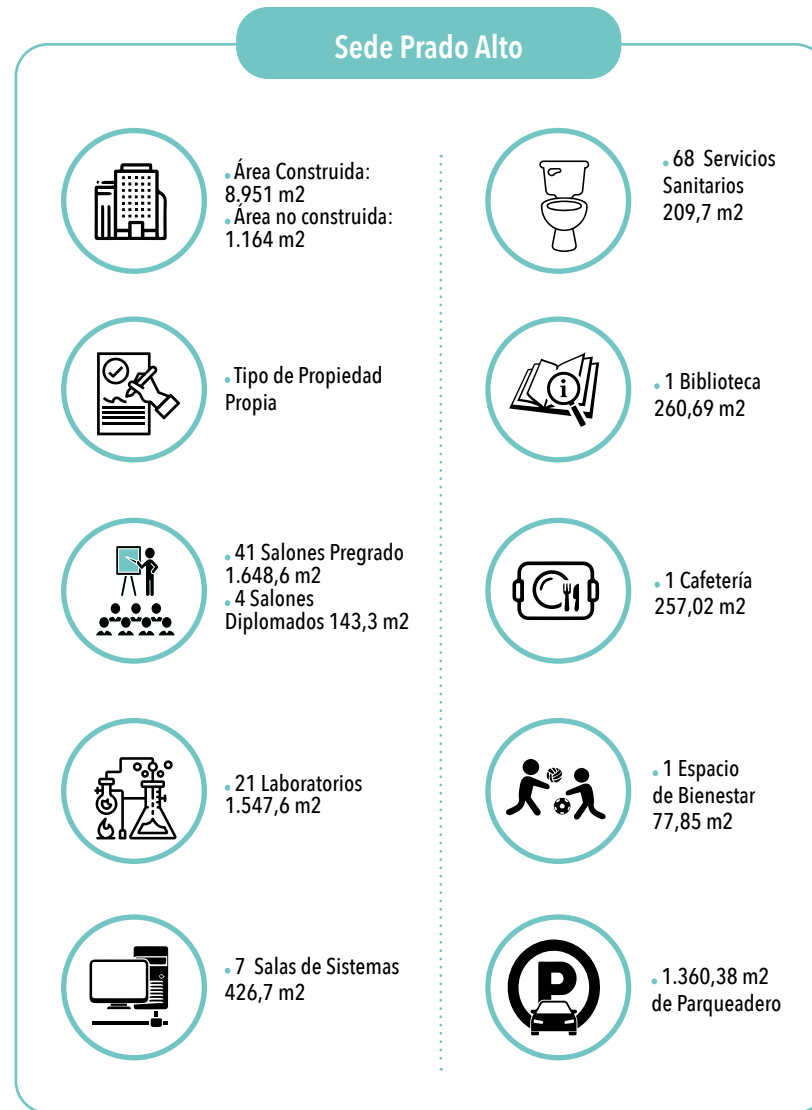 Sede Prado Alto
• Área Construida:
8.951 m2
• Área no construida:
1.164 m2
• Tipo de Propiedad
Propia
• 41 Salones Pregrado
1.648,6 m2
• 4 Salones
Diplomados 143,3 m2
• 21 Laboratorios
1.547,6 m2
• 7 Salas de Sistemas
426,7 m2
• 68 Servicios
Sanitarios
209,7 m2
i
• 1 Biblioteca
260,69 m2
• 1 Cafetería
257,02 m2
• 1 Espacio
de Bienestar
77,85 m2
P
• 1.360,38 m2
de Parqueadero